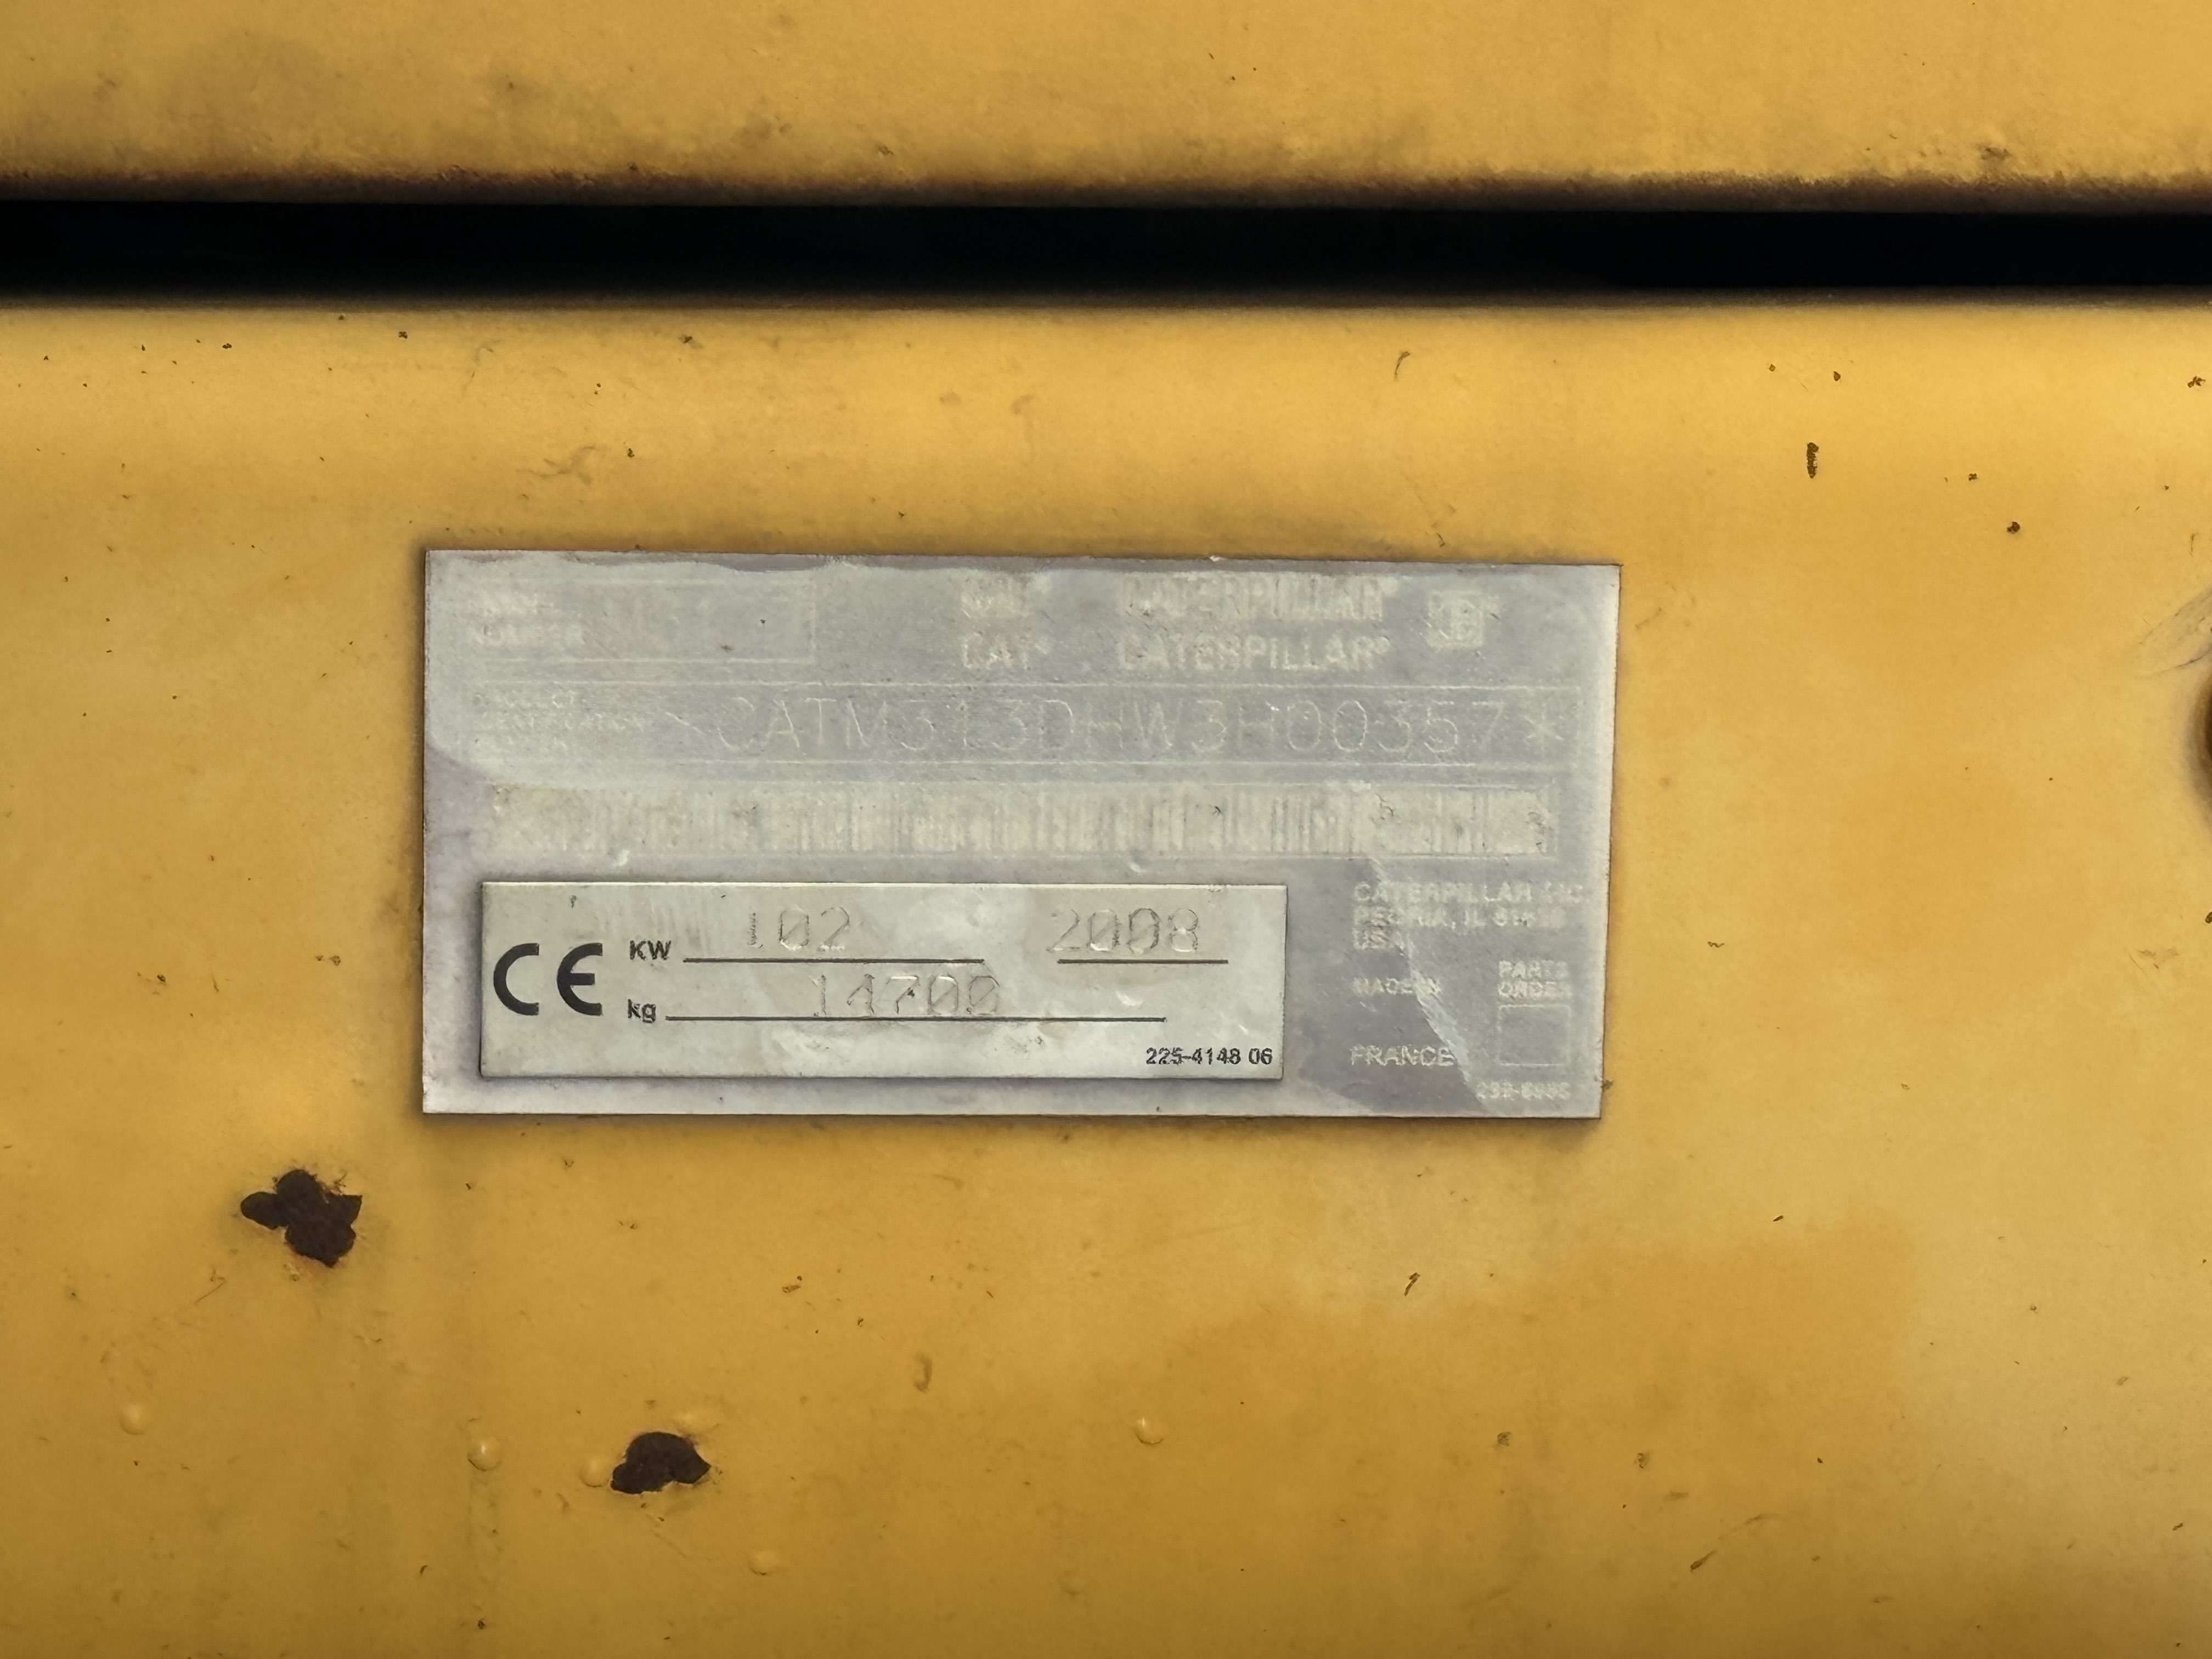 NUMBER
CAT® CATERPILLAR®
CAT® CATERPILLAR®
PRODUCT
IDENTIFICATION
NUMBER
*CATM313DHW3H00357*
CATERPILLAR INC
PEORIA, IL
USA
CE KW 102 2008
kg 14700
225-4148 06
MADE IN
FRANCE
PARTS
ORDER